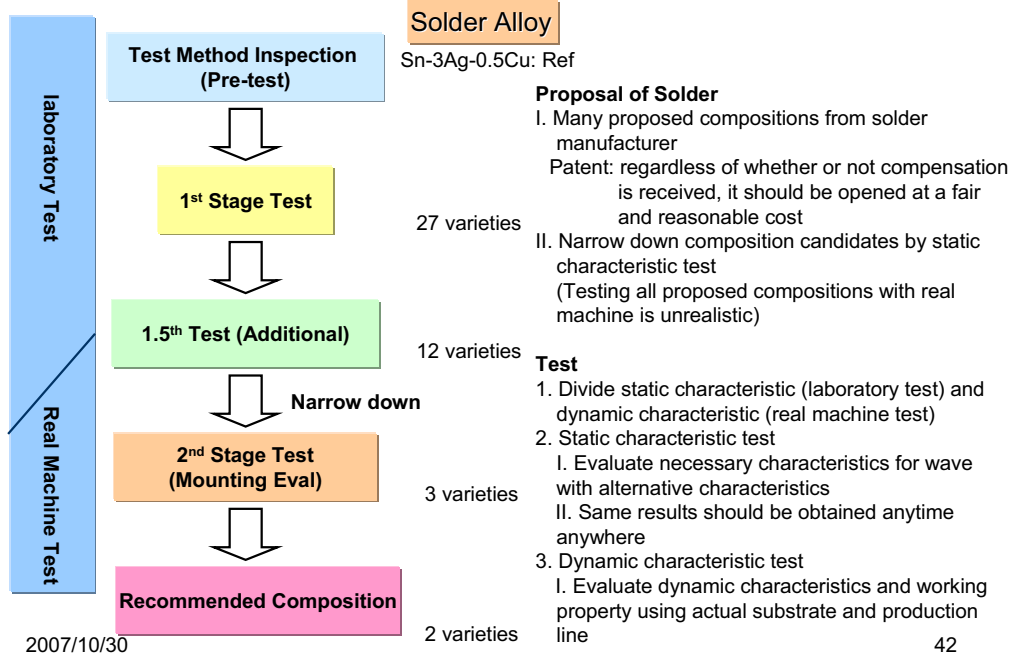 Solder Alloy
Sn-3Ag-0.5Cu: Ref
laboratory Test
Real Machine Test
Test Method Inspection
(Pre-test)
1st Stage Test
27 varieties
1.5th Test (Additional)
12 varieties
Narrow down
2nd Stage Test
(Mounting Eval)
3 varieties
Recommended Composition
2 varieties
Proposal of Solder
I. Many proposed compositions from solder
manufacturer
Patent: regardless of whether or not compensation
is received, it should be opened at a fair
and reasonable cost
II. Narrow down composition candidates by static
characteristic test
(Testing all proposed compositions with real
machine is unrealistic)
Test
1. Divide static characteristic (laboratory test) and
dynamic characteristic (real machine test)
2. Static characteristic test
I. Evaluate necessary characteristics for wave
with alternative characteristics
II. Same results should be obtained anytime
anywhere
3. Dynamic characteristic test
I. Evaluate dynamic characteristics and working
property using actual substrate and production
line
2007/10/30
42